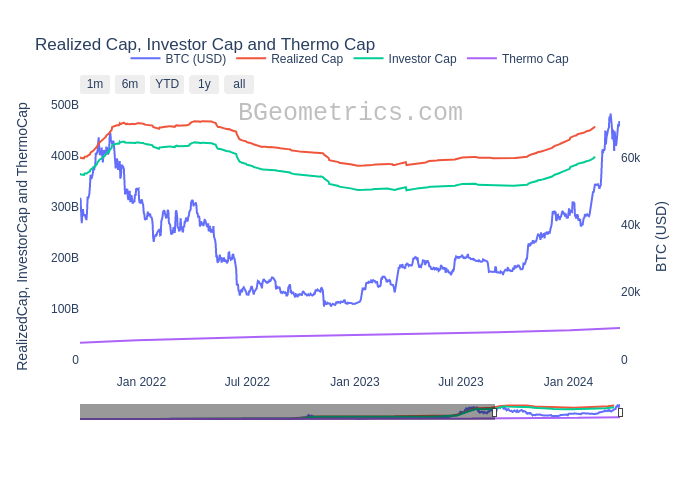 Realized Cap, Investor Cap and Thermo Cap
BTC (USD) Realized Cap Investor Cap Thermo Cap
1m 6m YTD 1y all
BGeometrics.com
RealizedCap, InvestorCap and ThermoCap
500B
400B
300B
200B
100B
0
60k
40k
20k
0
BTC (USD)
Jan 2022 Jul 2022 Jan 2023 Jul 2023 Jan 2024